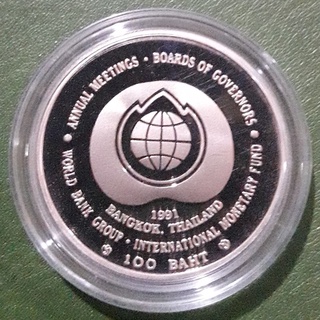 ANNUAL MEETINGS • BOARDS OF GOVERNORS •
WORLD BANK GROUP • INTERNATIONAL MONETARY FUND
1991
BANGKOK, THAILAND
100 BAHT